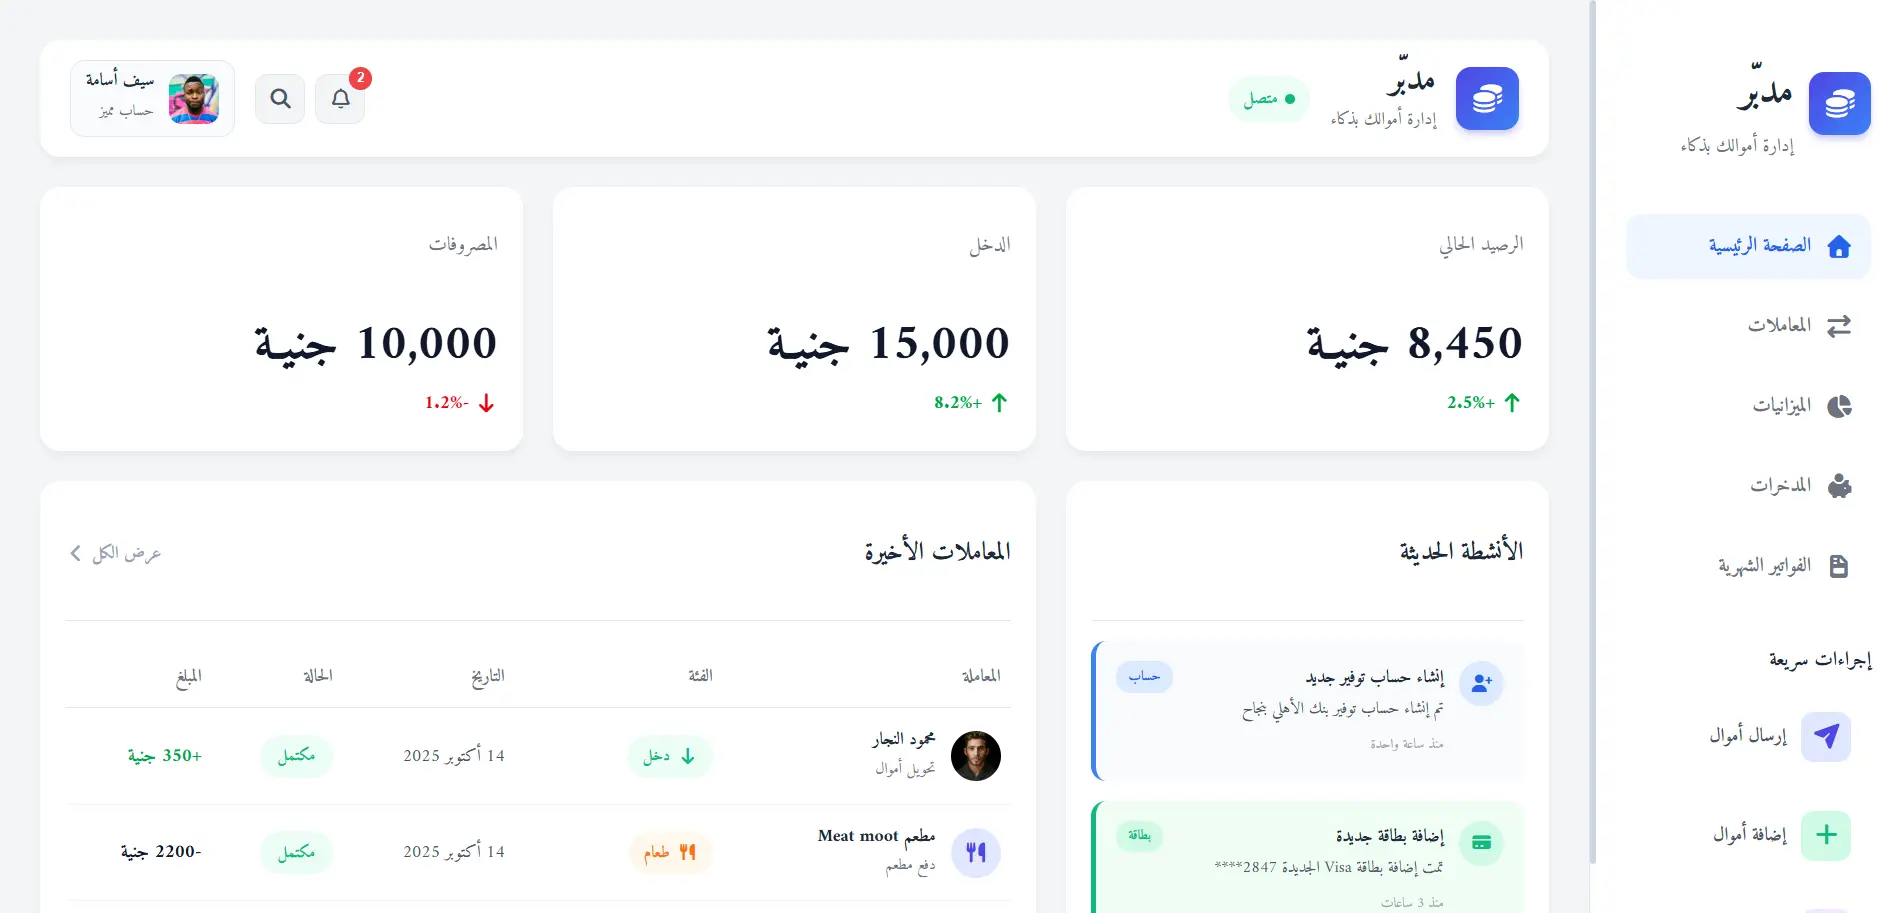 مدبّر
إدارة أموالك بذكاء
الصفحة الرئيسية
المعاملات
الميزانيات
المدخرات
الفواتير الشهرية
إجراءات سريعة
إرسال أموال
إضافة أموال
مدبّر
إدارة أموالك بذكاء
متصل
2
سيف أسامة
حساب مميز
الرصيد الحالي
8,450 جنية
+2.5%
الدخل
15,000 جنية
+8.2%
المصروفات
10,000 جنية
-1.2%
الأنشطة الحديثة
إنشاء حساب توفير جديد
حساب
تم إنشاء حساب توفير بنك الأهلي بنجاح
منذ ساعة واحدة
إضافة بطاقة جديدة
بطاقة
تمت إضافة بطاقة Visa الجديدة 2847****
منذ 3 ساعات
المعاملات الأخيرة
عرض الكل
المعاملة الفئة التاريخ الحالة المبلغ
محمود النجار
تحويل أموال
دخل
14 أكتوبر 2025
مكتمل
+350 جنية
مطعم Meat moot
دفع مطعم
طعام
14 أكتوبر 2025
مكتمل
-2200 جنية